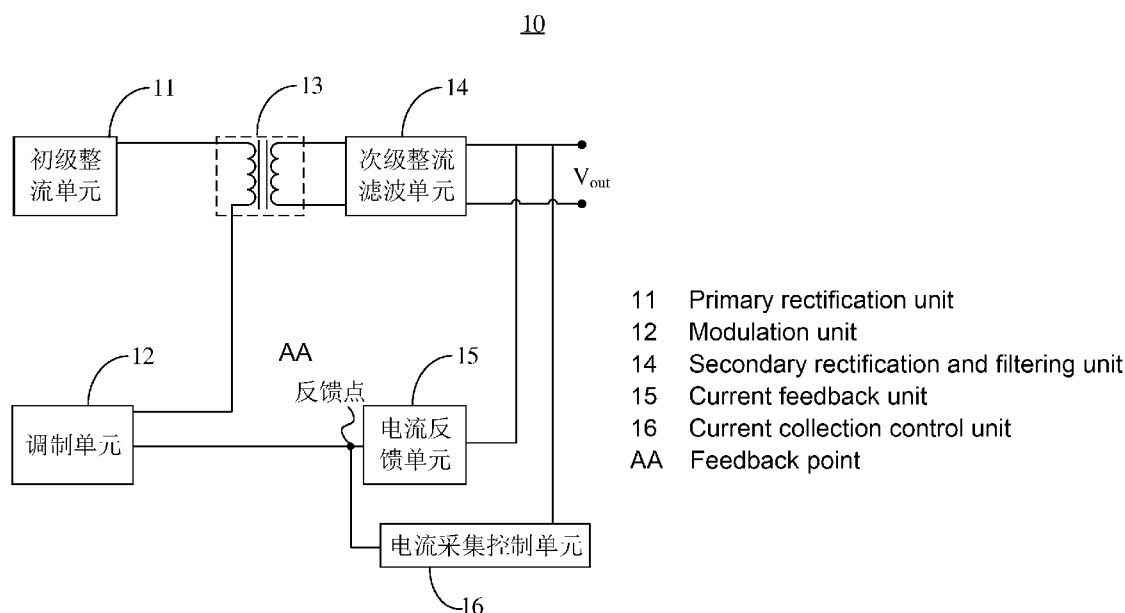 10
11
13
14
初级整
流单元
次级整流
滤波单元
Vout
12
AA
反馈点
15
调制单元
电流反
馈单元
电流采集控制单元
16
11 Primary rectification unit
12 Modulation unit
14 Secondary rectification and filtering unit
15 Current feedback unit
16 Current collection control unit
AA Feedback point